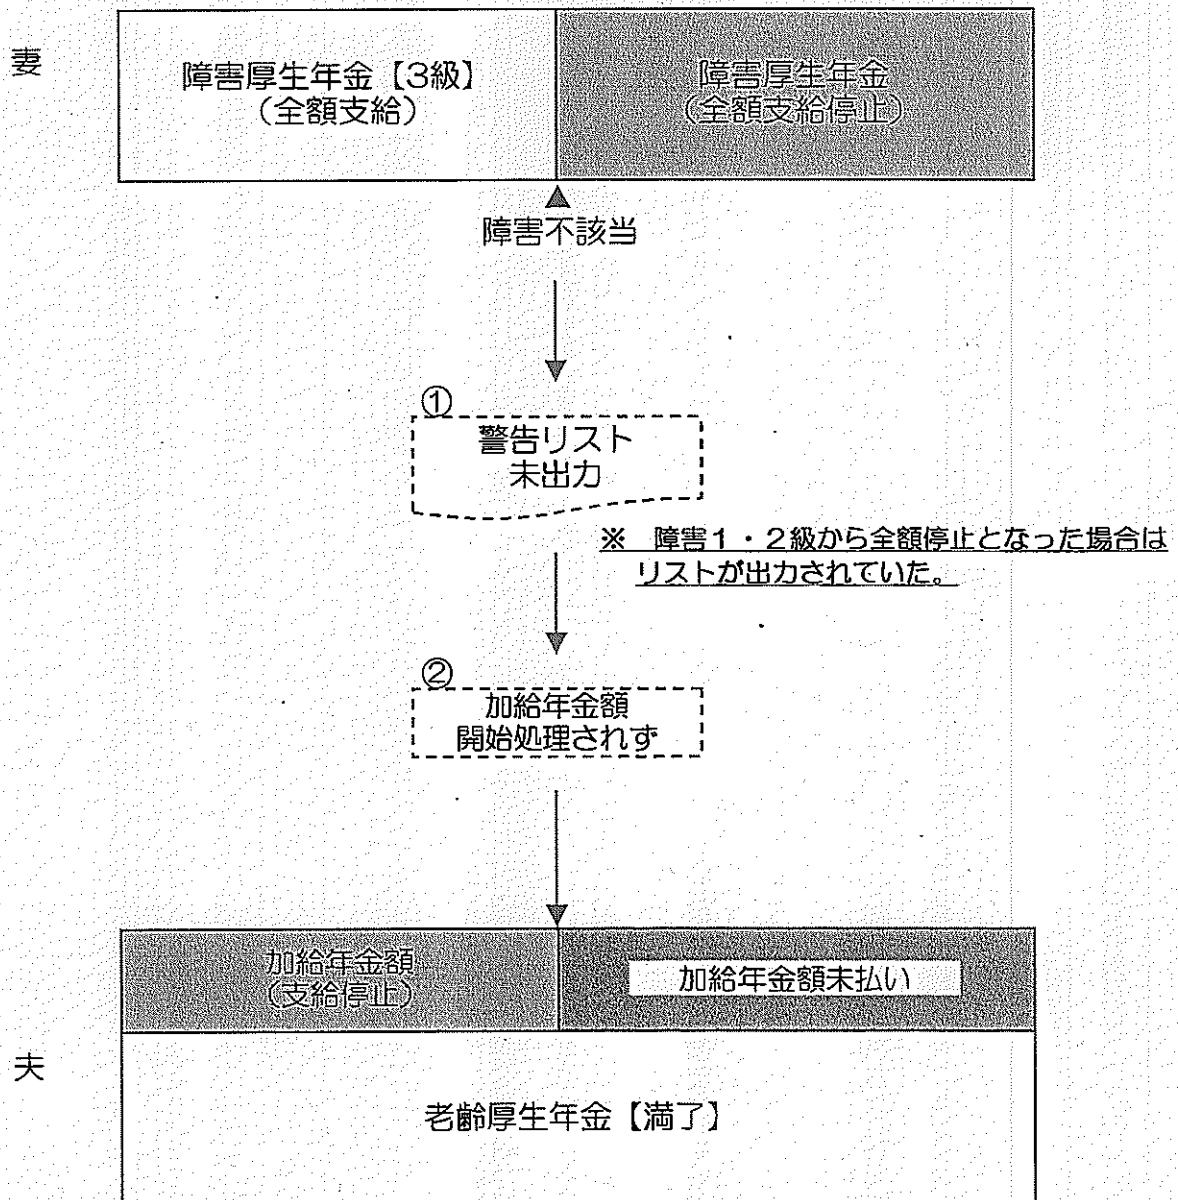 妻
障害厚生年金【3級】
（全額支給）
障害厚生年金
（全額支給停止）
障害不該当
①
警告リスト
未出力
※　障害１・２級から全額停止となった場合は
リストが出力されていた。
②
加給年金額
開始処理されず
加給年金額
（支給停止）
加給年金額未払い
夫
老齢厚生年金【満了】